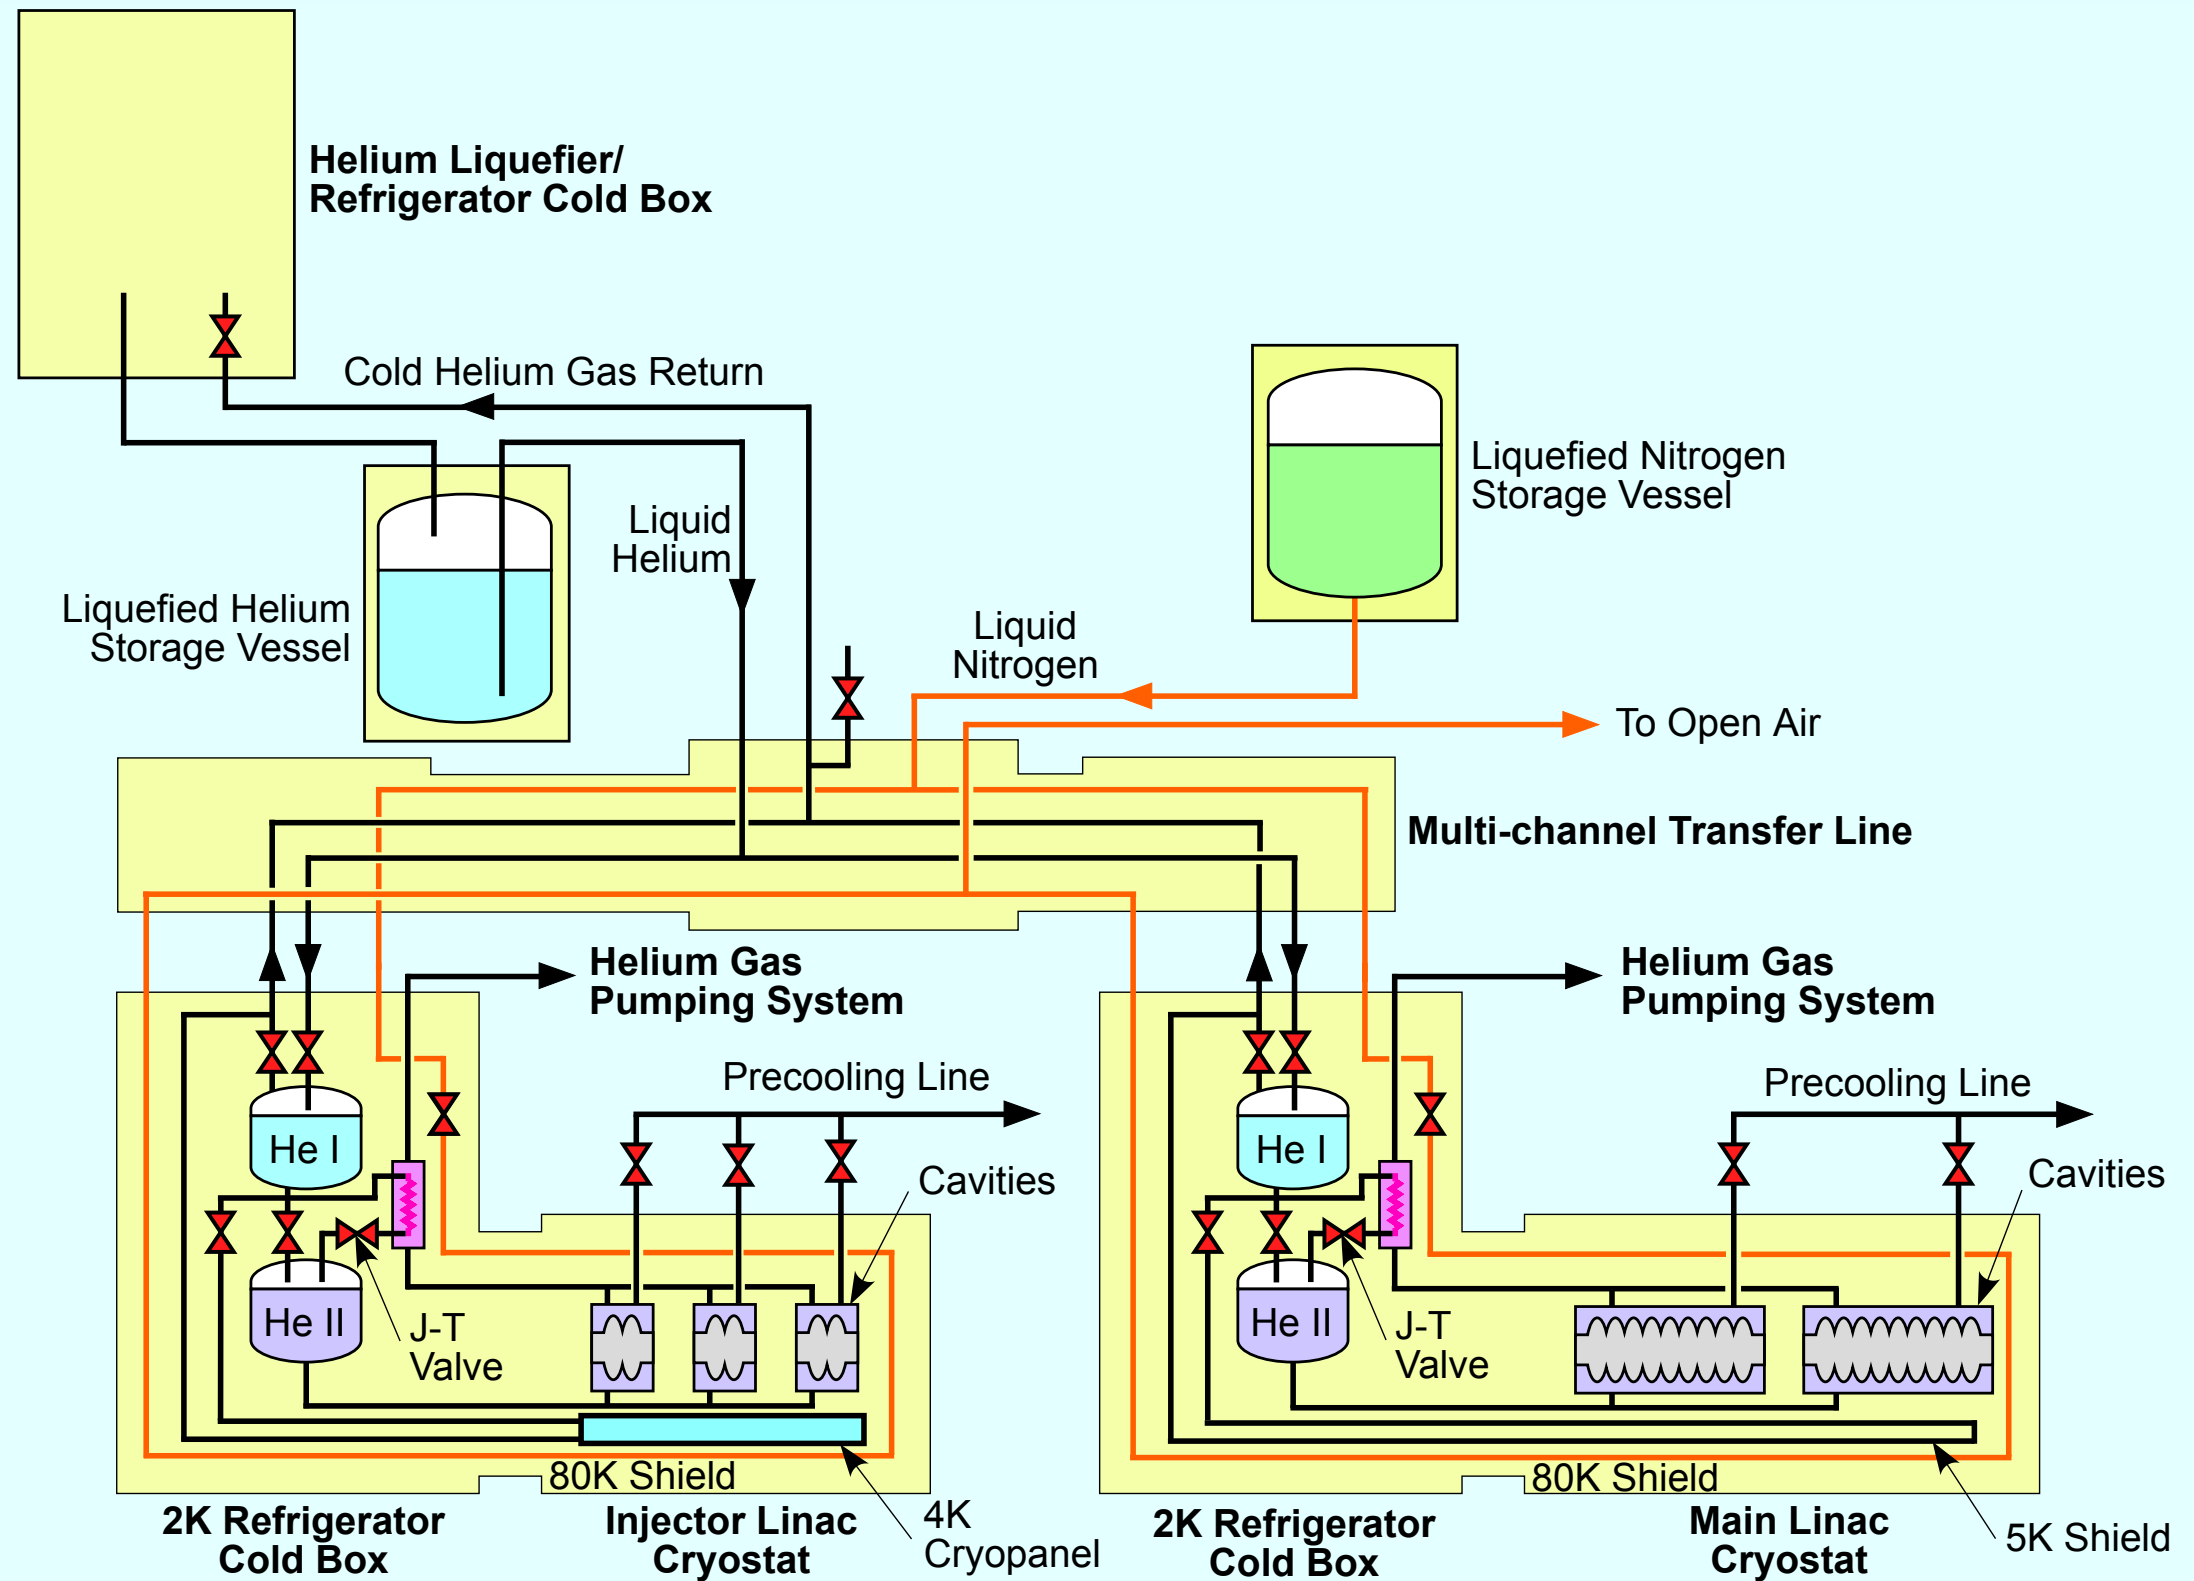 Helium Liquefier/
Refrigerator Cold Box
Cold Helium Gas Return
Liquefied Nitrogen
Storage Vessel
Liquid
Helium
Liquefied Helium
Storage Vessel
Liquid
Nitrogen
To Open Air
Multi-channel Transfer Line
Helium Gas
Pumping System
Helium Gas
Pumping System
Precooling Line
Precooling Line
He I
He I
Cavities
Cavities
He II
He II
J-T
Valve
J-T
Valve
80K Shield
80K Shield
2K Refrigerator
Cold Box
Injector Linac
Cryostat
4K
Cryopanel
2K Refrigerator
Cold Box
Main Linac
Cryostat
5K Shield